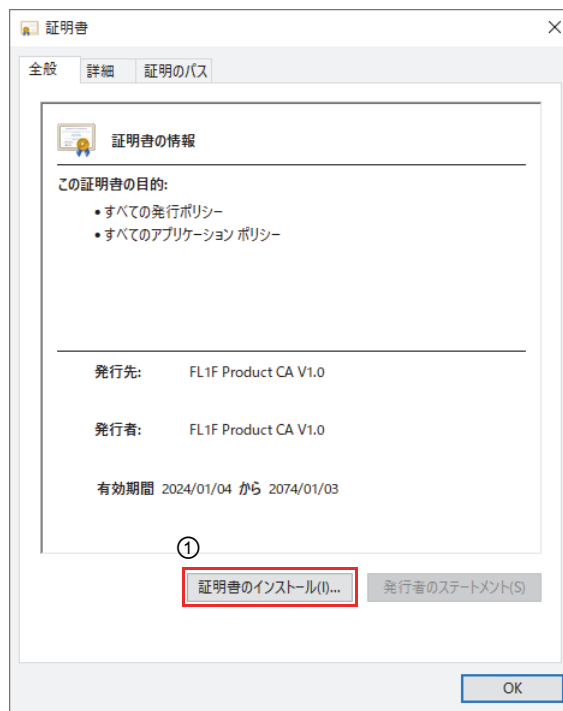 証明書
全般 詳細 証明のパス
証明書の情報
この証明書の目的:
• すべての発行ポリシー
• すべてのアプリケーション ポリシー
発行先: FL1F Product CA V1.0
発行者: FL1F Product CA V1.0
有効期間 2024/01/04 から 2074/01/03
①
証明書のインストール(I)... 発行者のステートメント(S)
OK